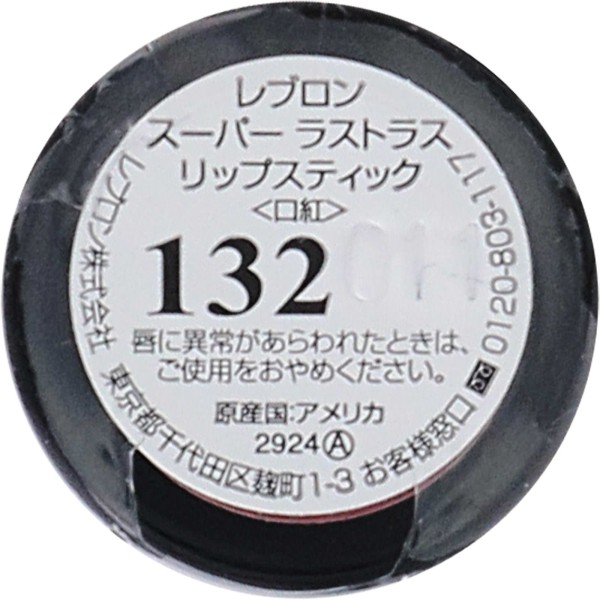 レブロン
スーパー ラストラス
リップスティック
<口紅>
132
唇に異常があらわれたときは、
ご使用をおやめください。
原産国:アメリカ
2924Ⓐ
レブロン株式会社 東京都千代田区麹町1-3 お客様窓口 0120-803-117